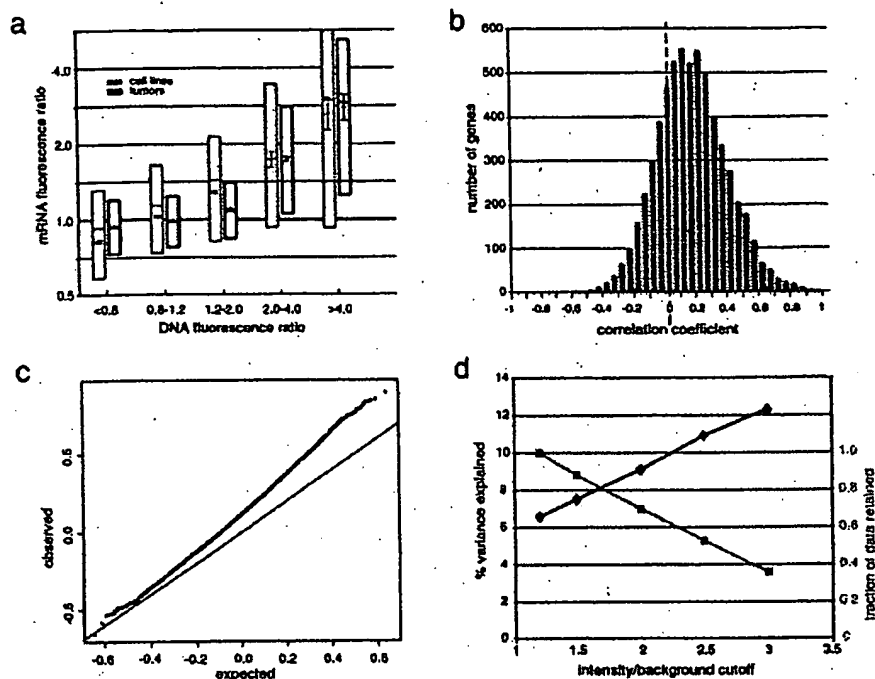 a
mRNA fluorescence ratio
4.0
2.0
1.0
0.5
cell lines
tumors
<0.8 0.8-1.2 1.2-2.0 2.0-4.0 >4.0
DNA fluorescence ratio
b
number of genes
600
500
400
300
200
100
0
-1 -0.8 -0.6 -0.4 -0.2 0 0.2 0.4 0.6 0.8 1
correlation coefficient
c
observed
0.5
0.0
-0.5
-0.6 -0.4 -0.2 0.0 0.2 0.4 0.6
expected
d
% variance explained
14
12
10
8
6
4
2
0
1 1.5 2 2.5 3 3.5
intensity/background cutoff
1.0
0.8
0.6
0.4
0.2
0
fraction of data retained